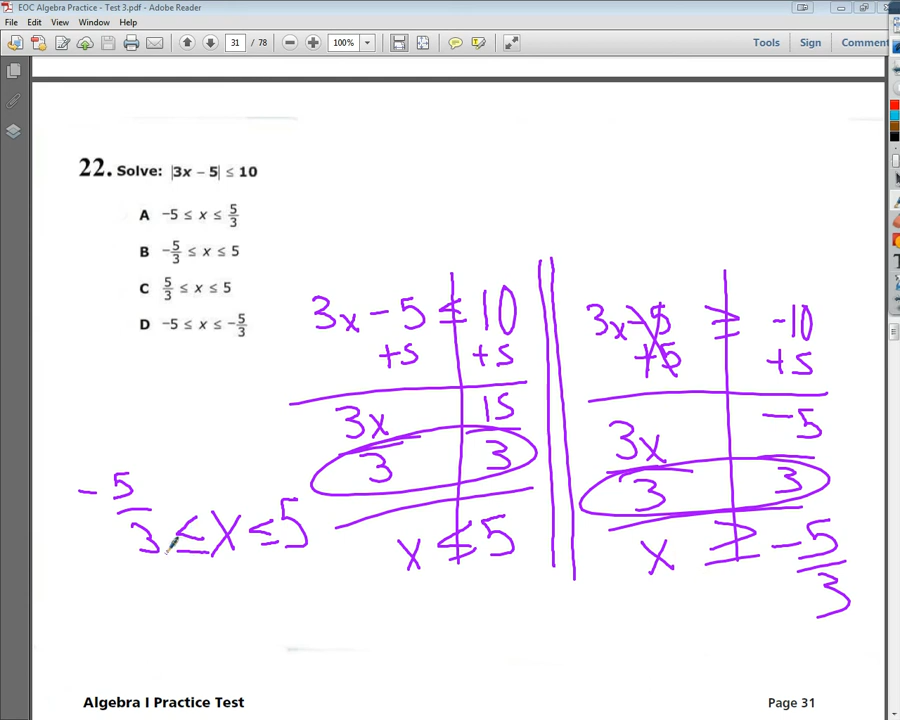 EOC Algebra Practice - Test 3.pdf - Adobe Reader
File Edit View Window Help
31 / 78 100% Tools Sign Comment
22. Solve: |3x − 5| ≤ 10
A −5 ≤ x ≤ 5/3
B −5/3 ≤ x ≤ 5
C 5/3 ≤ x ≤ 5
D −5 ≤ x ≤ −5/3
3x − 5 ≤ 10
+5 +5
3x 15
3 3
x ≤ 5
3x − 5 ≥ −10
+5 +5
3x −5
3 3
x ≥ −5/3
−5/3 ≤ x ≤ 5
Algebra I Practice Test Page 31